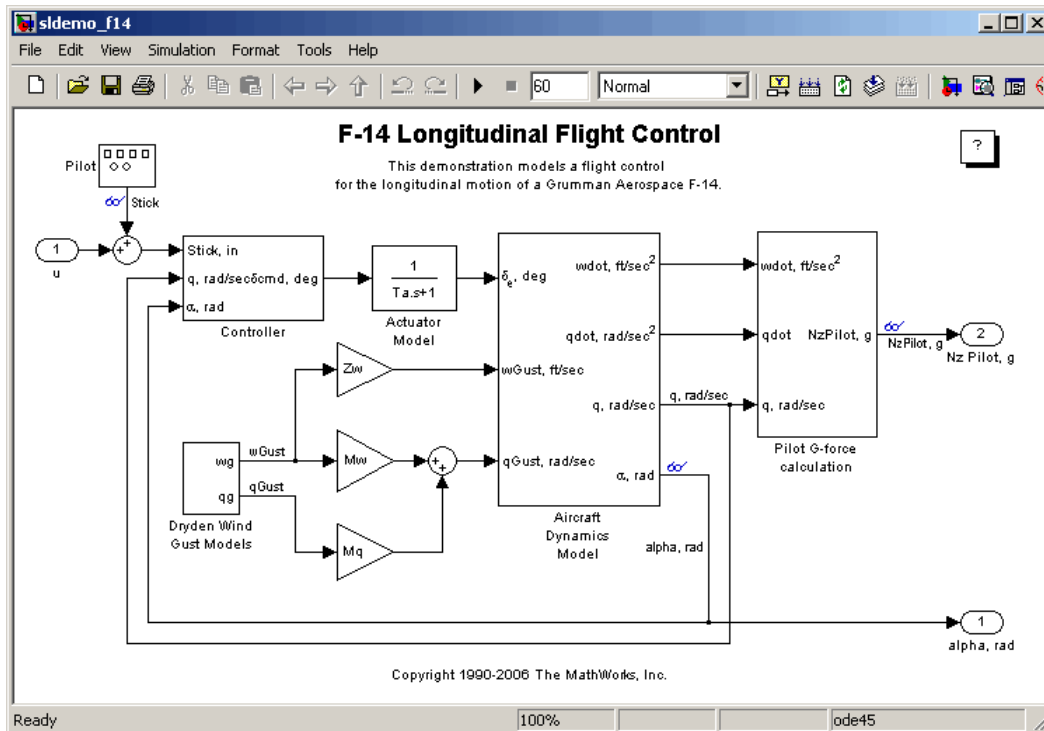 sldemo_f14
File Edit View Simulation Format Tools Help
60 Normal
F-14 Longitudinal Flight Control
This demonstration models a flight control
for the longitudinal motion of a Grumman Aerospace F-14.
?
Pilot
Stick
1
u
+
+
Stick, in
q, rad/sec
δcmd, deg
α, rad
Controller
1
Ta.s+1
Actuator
Model
δe, deg
wGust, ft/sec
qGust, rad/sec
wdot, ft/sec²
qdot, rad/sec²
q, rad/sec
α, rad
Aircraft
Dynamics
Model
q, rad/sec
wdot, ft/sec²
qdot
q, rad/sec
NzPilot, g
Pilot G-force
calculation
NzPilot, g
2
Nz Pilot, g
Zw
Mw
Mq
+
+
wg
qg
wGust
qGust
Dryden Wind
Gust Models
alpha, rad
1
alpha, rad
Copyright 1990-2006 The MathWorks, Inc.
Ready 100% ode45